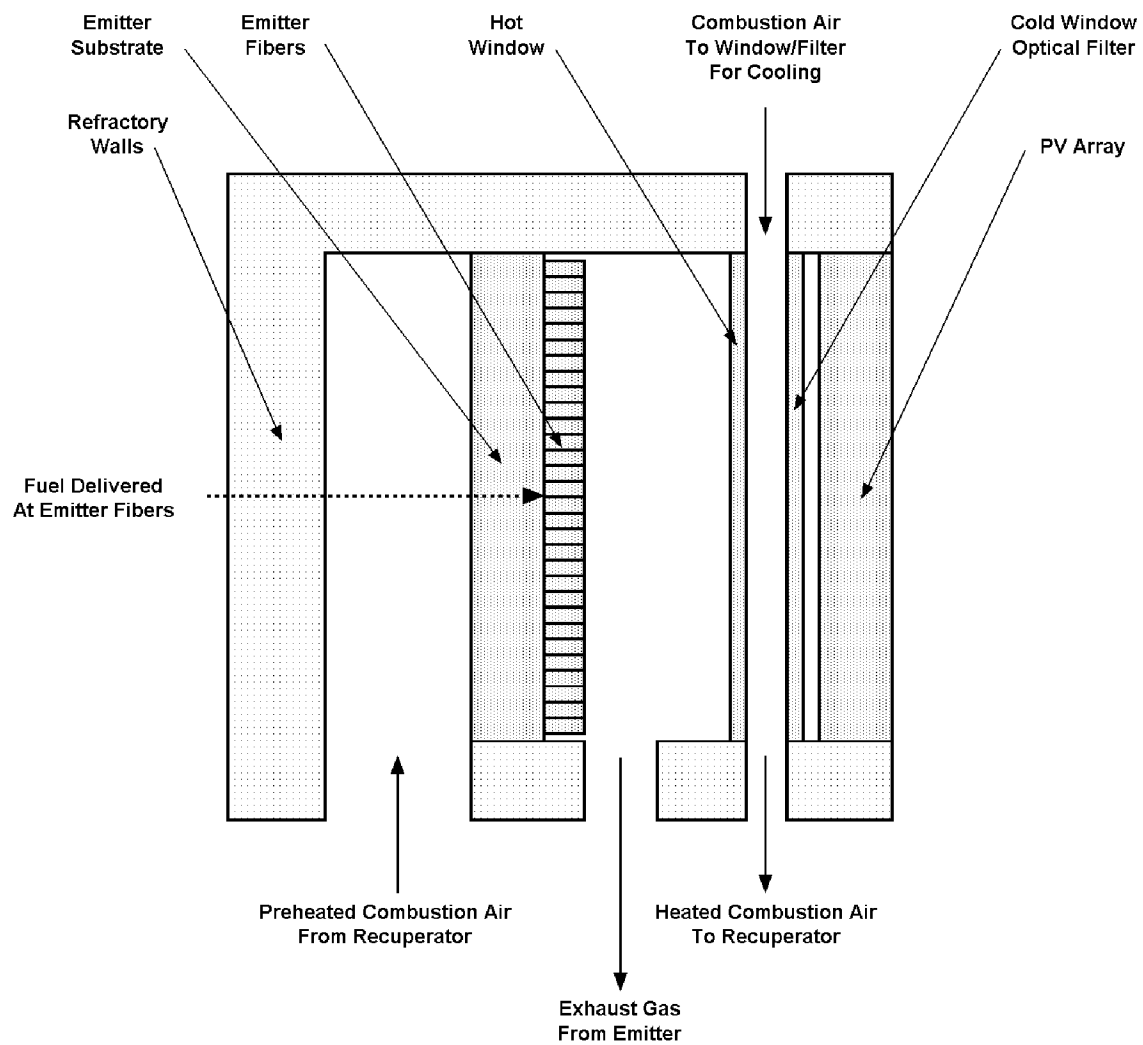 Emitter
Substrate
Emitter
Fibers
Hot
Window
Combustion Air
To Window/Filter
For Cooling
Cold Window
Optical Filter
Refractory
Walls
PV Array
Fuel Delivered
At Emitter Fibers
Preheated Combustion Air
From Recuperator
Heated Combustion Air
To Recuperator
Exhaust Gas
From Emitter